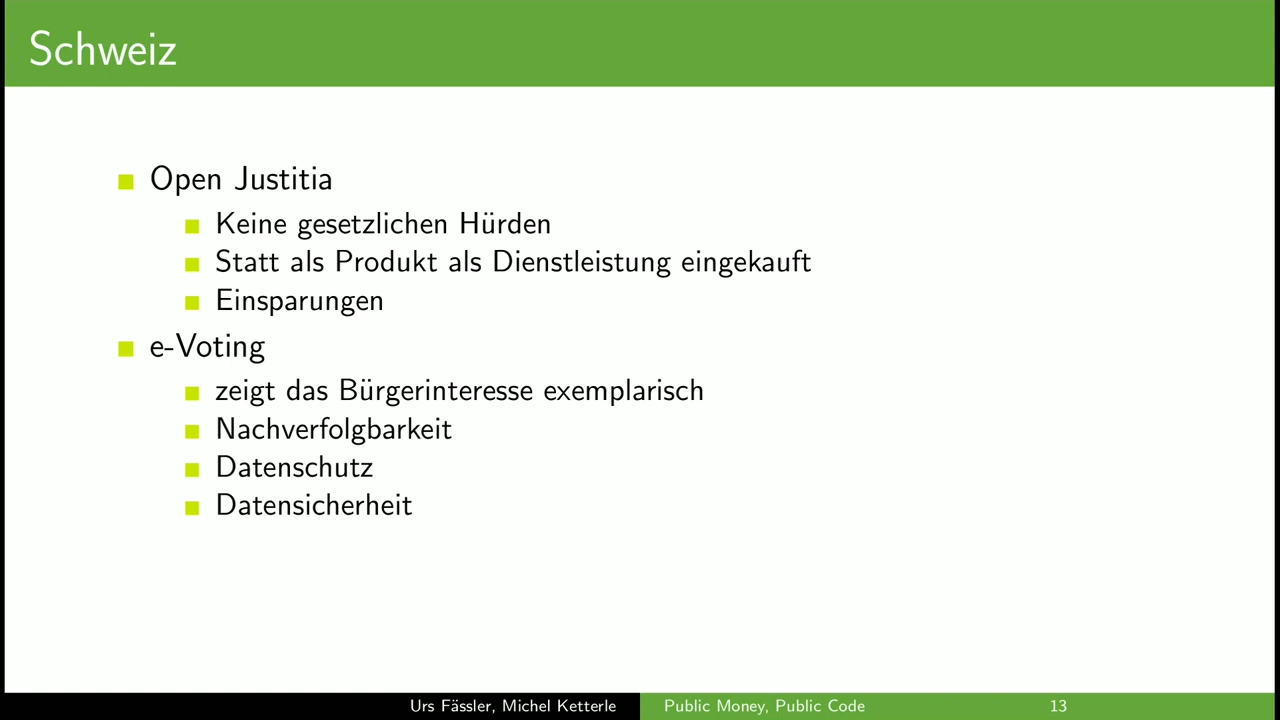 Schweiz
Open Justitia
Keine gesetzlichen Hürden
Statt als Produkt als Dienstleistung eingekauft
Einsparungen
e-Voting
zeigt das Bürgerinteresse exemplarisch
Nachverfolgbarkeit
Datenschutz
Datensicherheit
Urs Fässler, Michel Ketterle Public Money, Public Code 13